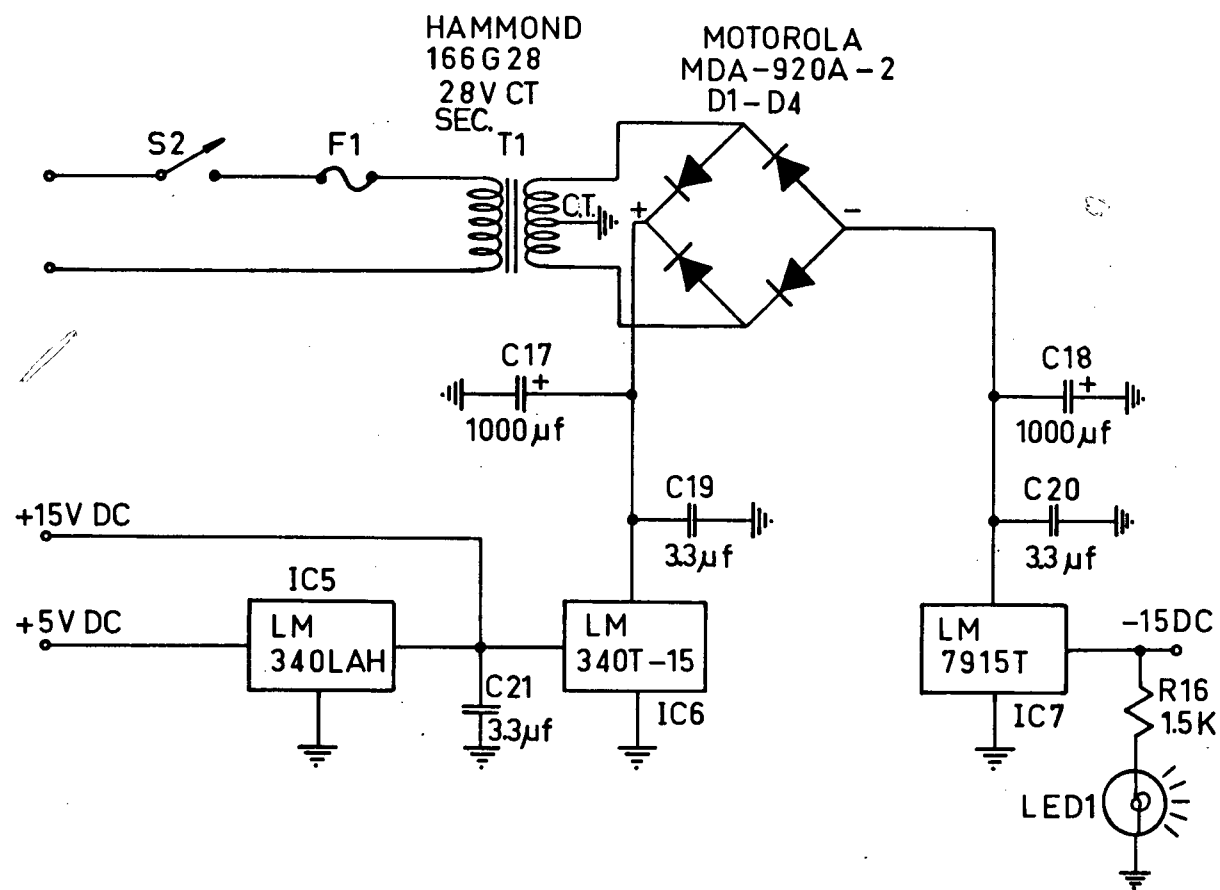 HAMMOND
166G28
28V CT
SEC.
T1
MOTOROLA
MDA-920A-2
D1-D4
S2
F1
C.T.
+
-
C17
+
1000µf
C18
+
1000µf
C19
3.3µf
C20
3.3µf
+15V DC
IC5
+5V DC
LM
340LAH
LM
340T-15
IC6
C21
3.3µf
LM
7915T
IC7
-15DC
R16
1.5K
LED1